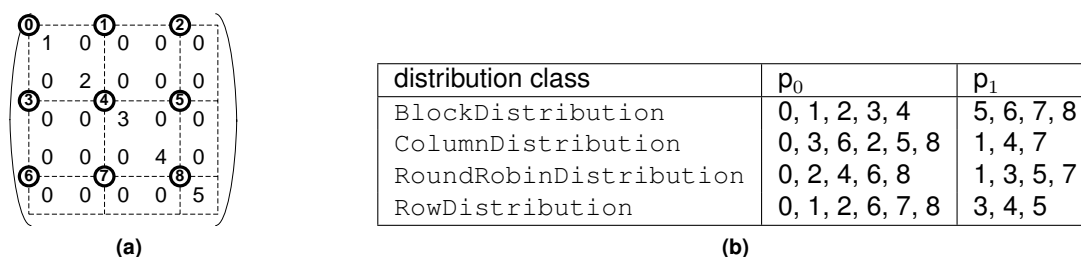 0 1 2
1 0 0 0 0
0 2 0 0 0
3 4 5
0 0 3 0 0
0 0 0 4 0
6 7 8
0 0 0 0 5
(a)
distribution class p0 p1
BlockDistribution 0, 1, 2, 3, 4 5, 6, 7, 8
ColumnDistribution 0, 3, 6, 2, 5, 8 1, 4, 7
RoundRobinDistribution 0, 2, 4, 6, 8 1, 3, 5, 7
RowDistribution 0, 1, 2, 6, 7, 8 3, 4, 5
(b)